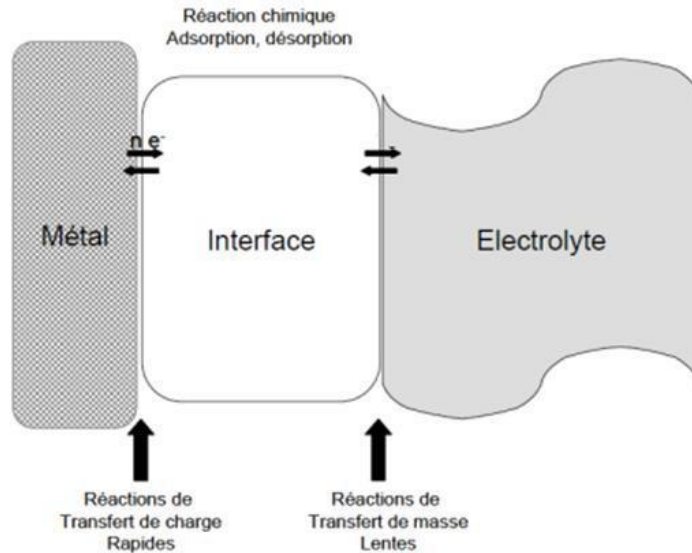 Réaction chimique
Adsorption, désorption
n e-
Métal
Interface
Electrolyte
Réactions de
Transfert de charge
Rapides
Réactions de
Transfert de masse
Lentes